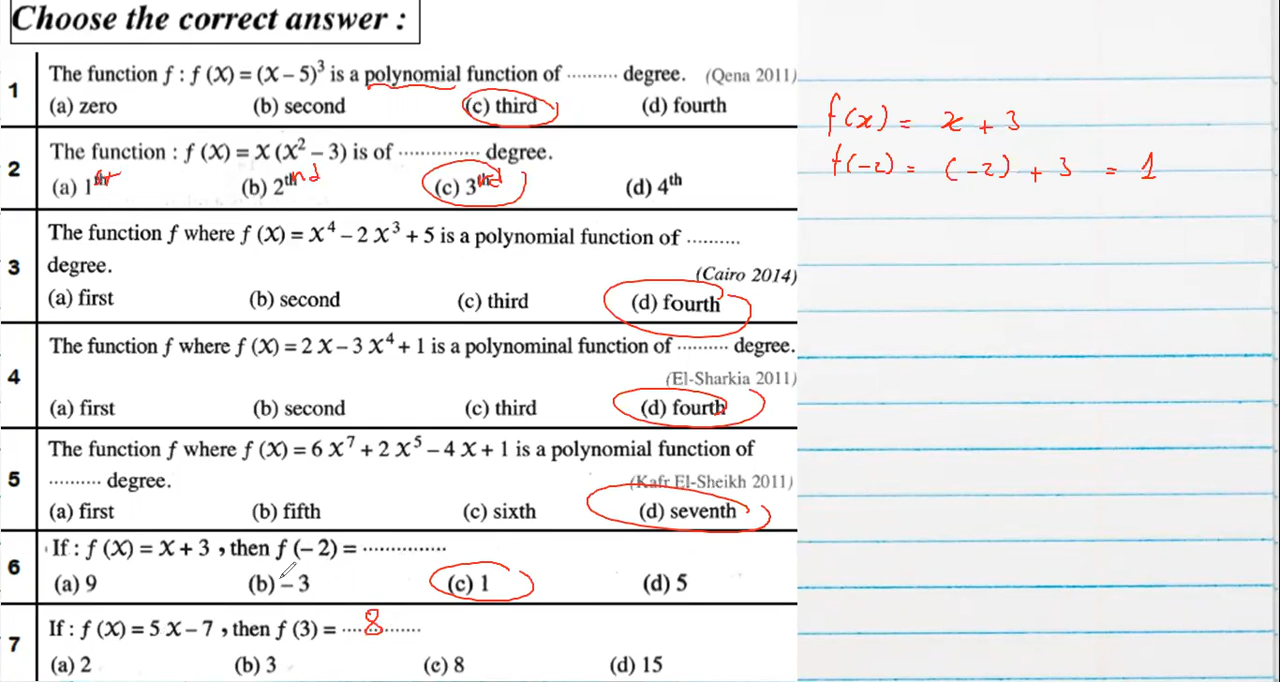 Choose the correct answer :
1
The function f : f (X) = (X – 5)³ is a polynomial function of ·········· degree. (Qena 2011)
(a) zero (b) second (c) third (d) fourth
2
The function : f (X) = X (X² – 3) is of ·············· degree.
(a) 1st (b) 2th nd (c) 3rd (d) 4th
3
The function f where f (X) = X⁴ – 2 X³ + 5 is a polynomial function of ··········
degree.
(Cairo 2014)
(a) first (b) second (c) third (d) fourth
4
The function f where f (X) = 2 X – 3 X⁴ + 1 is a polynominal function of ·········· degree.
(El-Sharkia 2011)
(a) first (b) second (c) third (d) fourth
5
The function f where f (X) = 6 X⁷ + 2 X⁵ – 4 X + 1 is a polynomial function of
·········· degree.
(Kafr El-Sheikh 2011)
(a) first (b) fifth (c) sixth (d) seventh
6
If : f (X) = X + 3 , then f (– 2) = ···············
(a) 9 (b) – 3 (c) 1 (d) 5
7
If : f (X) = 5 X – 7 , then f (3) = ···· 8 ·······
(a) 2 (b) 3 (c) 8 (d) 15
f(x) = x + 3
f(-2) = (-2) + 3 = 1